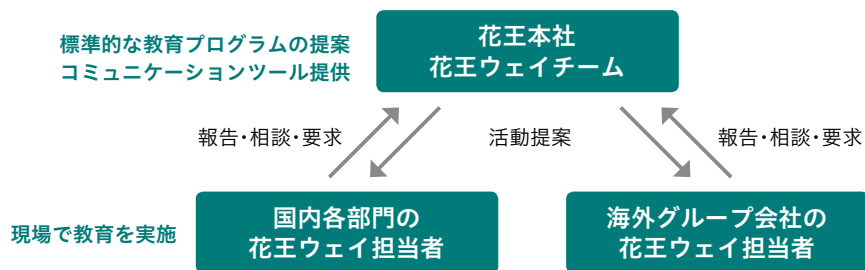 標準的な教育プログラムの提案
コミュニケーションツール提供
花王本社
花王ウェイチーム
報告・相談・要求
活動提案
報告・相談・要求
現場で教育を実施
国内各部門の
花王ウェイ担当者
海外グループ会社の
花王ウェイ担当者